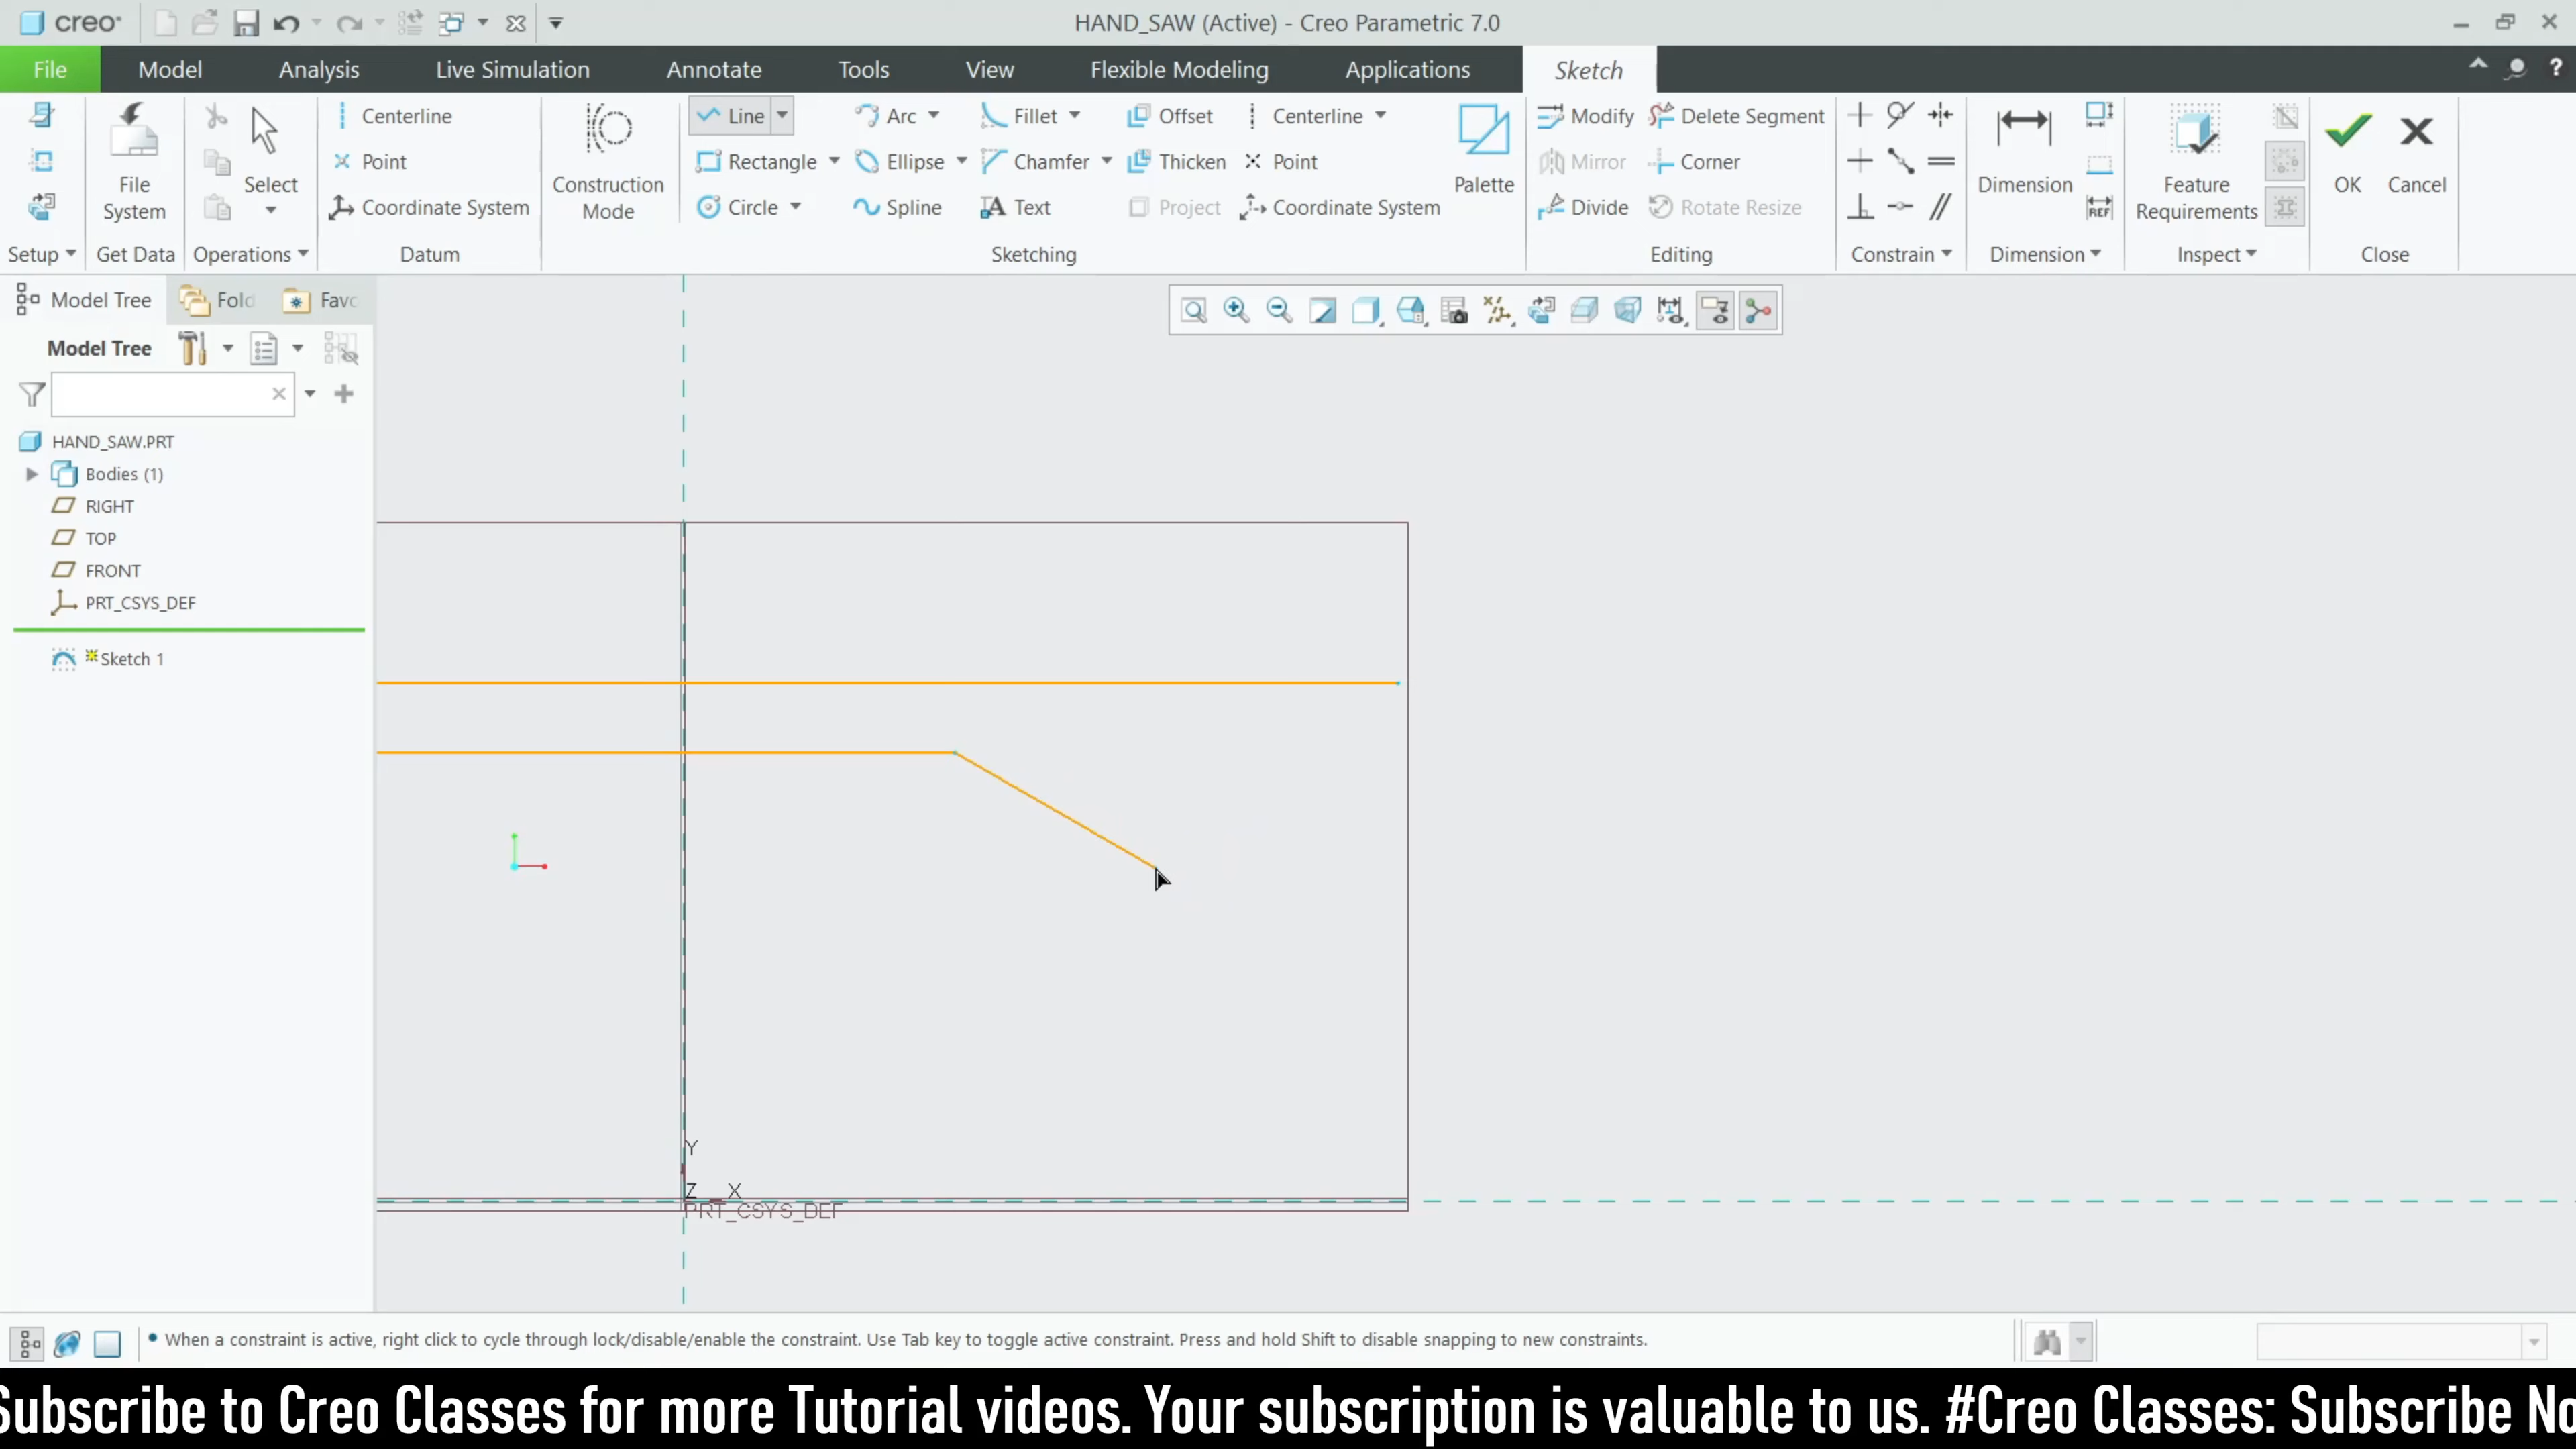 creo®
HAND_SAW (Active) - Creo Parametric 7.0
File Model Analysis Live Simulation Annotate Tools View Flexible Modeling Applications Sketch
Centerline
Point
Coordinate System
File System
Select
Construction Mode
Line Arc Fillet Offset Centerline
Rectangle Ellipse Chamfer Thicken Point
Circle Spline Text Project Coordinate System
Palette
Modify Delete Segment
Mirror Corner
Divide Rotate Resize
Dimension
REF
Feature Requirements
OK Cancel
Setup Get Data Operations Datum Sketching Editing Constrain Dimension Inspect Close
Model Tree Fold Favo
Model Tree
HAND_SAW.PRT
Bodies (1)
RIGHT
TOP
FRONT
PRT_CSYS_DEF
Sketch 1
Y
Z X
PRT_CSYS_DEF
When a constraint is active, right click to cycle through lock/disable/enable the constraint. Use Tab key to toggle active constraint. Press and hold Shift to disable snapping to new constraints.
Subscribe to Creo Classes for more Tutorial videos. Your subscription is valuable to us. #Creo Classes: Subscribe No